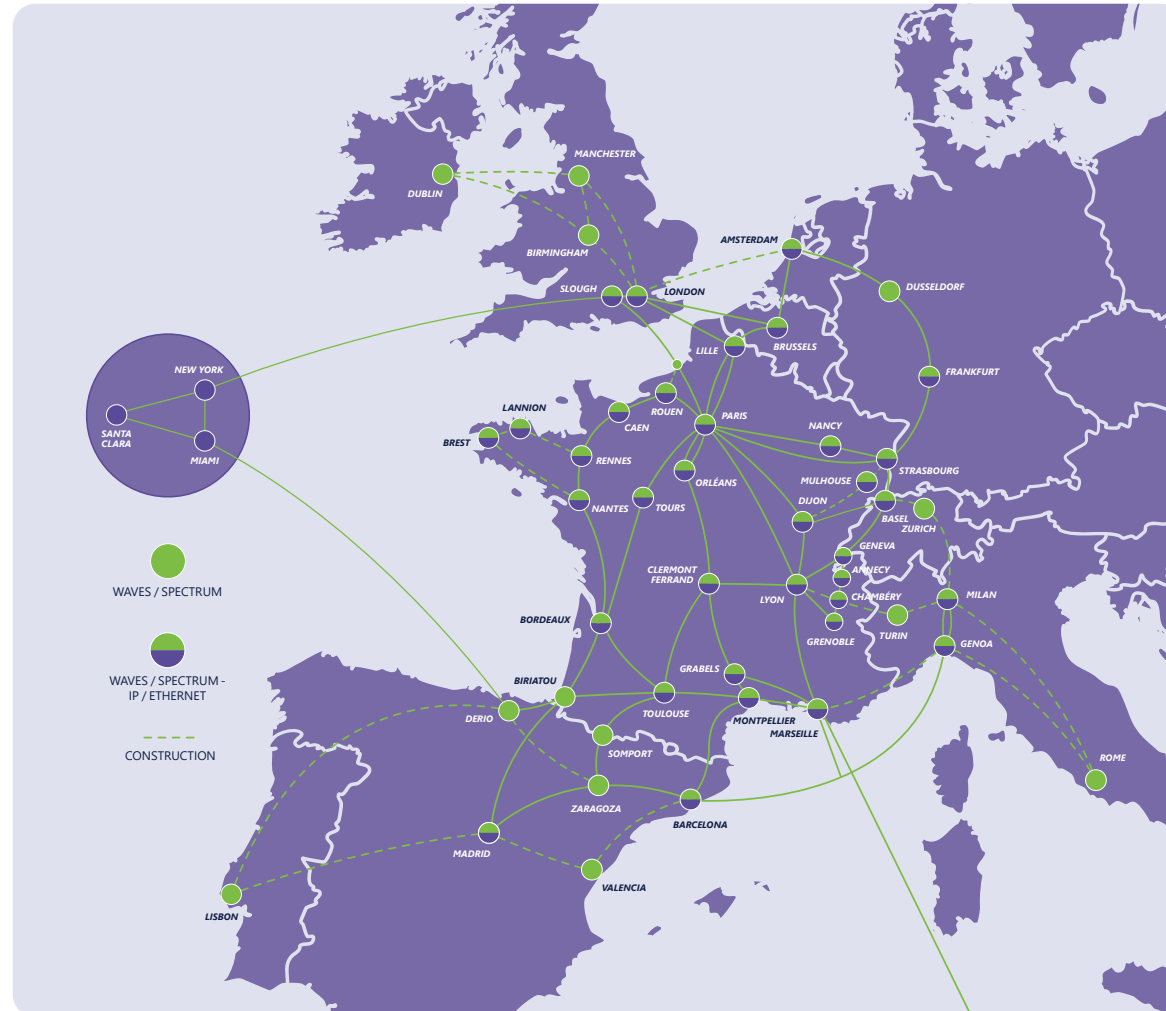 MANCHESTER
DUBLIN
BIRMINGHAM
AMSTERDAM
SLOUGH
LONDON
DUSSELDORF
BRUSSELS
LILLE
FRANKFURT
NEW YORK
SANTA
CLARA
MIAMI
LANNION
BREST
ROUEN
CAEN
PARIS
NANCY
RENNES
STRASBOURG
MULHOUSE
ORLÉANS
NANTES
TOURS
DIJON
BASEL
ZURICH
GENEVA
ANNECY
CLERMONT
FERRAND
LYON
CHAMBÉRY
MILAN
TURIN
GRENOBLE
GENOA
BORDEAUX
GRABELS
BIRIATOU
TOULOUSE
DERIO
MONTPELLIER
MARSEILLE
SOMPORT
ROME
ZARAGOZA
BARCELONA
MADRID
VALENCIA
LISBON
WAVES / SPECTRUM
WAVES / SPECTRUM -
IP / ETHERNET
CONSTRUCTION